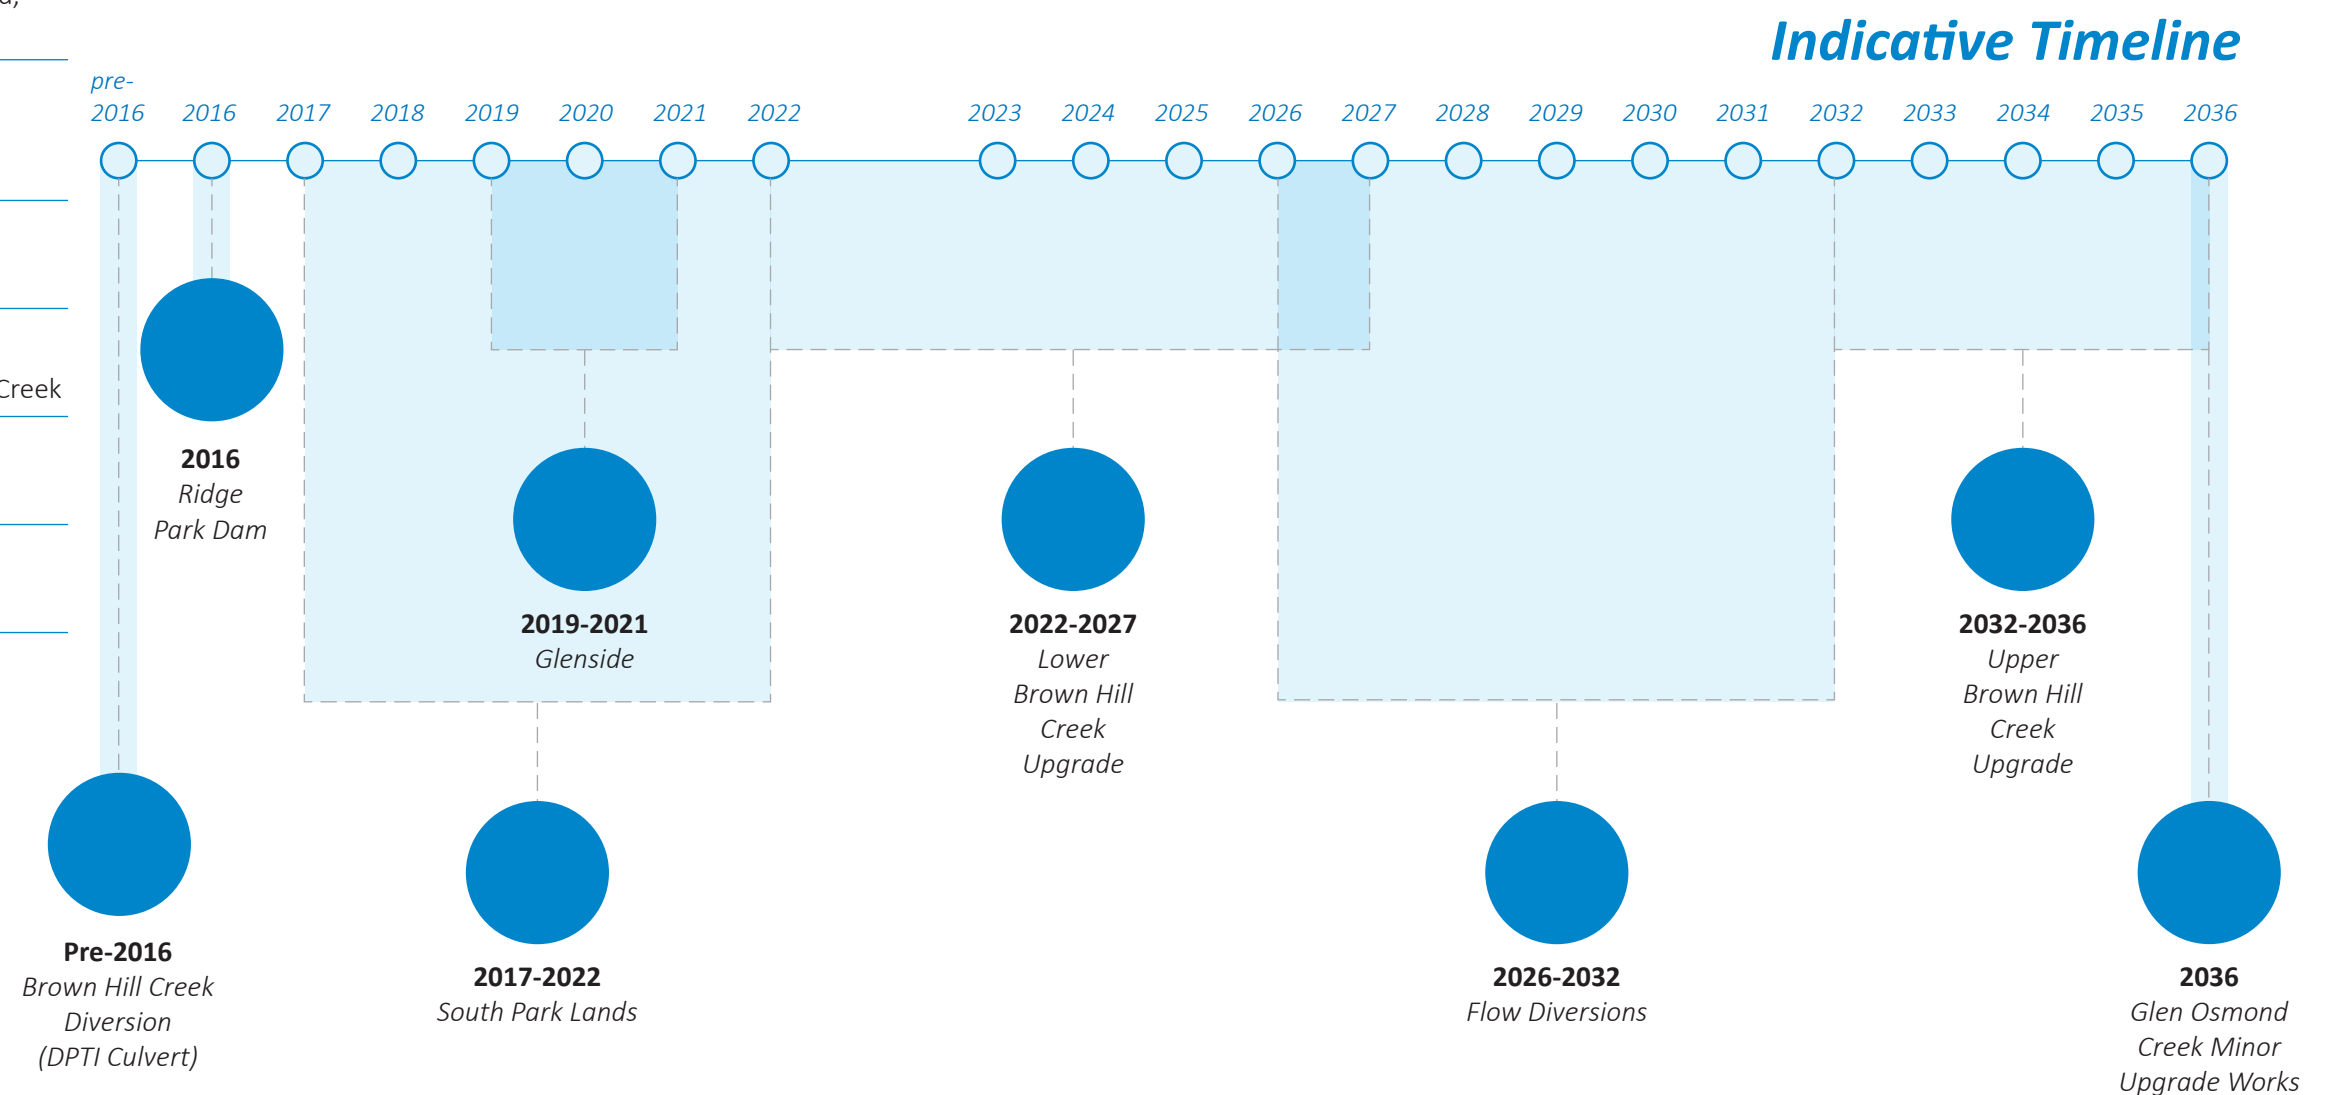 Indicative Timeline
pre-
2016 2016 2017 2018 2019 2020 2021 2022 2023 2024 2025 2026 2027 2028 2029 2030 2031 2032 2033 2034 2035 2036
Creek
2016
Ridge
Park Dam
2019-2021
Glenside
2022-2027
Lower
Brown Hill
Creek
Upgrade
2032-2036
Upper
Brown Hill
Creek
Upgrade
Pre-2016
Brown Hill Creek
Diversion
(DPTI Culvert)
2017-2022
South Park Lands
2026-2032
Flow Diversions
2036
Glen Osmond
Creek Minor
Upgrade Works